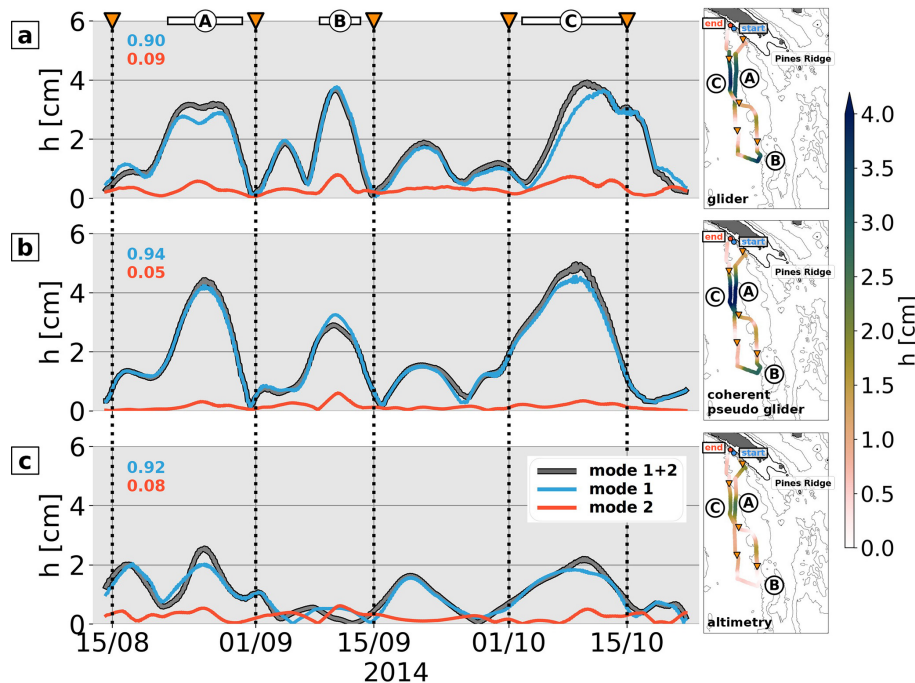 a
h [cm]
6
4
2
0
0.90
0.09
A
B
C
end
start
Pines Ridge
C
A
B
glider
b
h [cm]
6
4
2
0
0.94
0.05
end
start
Pines Ridge
C
A
B
coherent
pseudo glider
c
h [cm]
6
4
2
0
0.92
0.08
mode 1+2
mode 1
mode 2
end
start
Pines Ridge
C
A
B
altimetry
15/08
01/09
15/09
01/10
15/10
2014
4.0
3.5
3.0
2.5
2.0
1.5
1.0
0.5
0.0
h [cm]